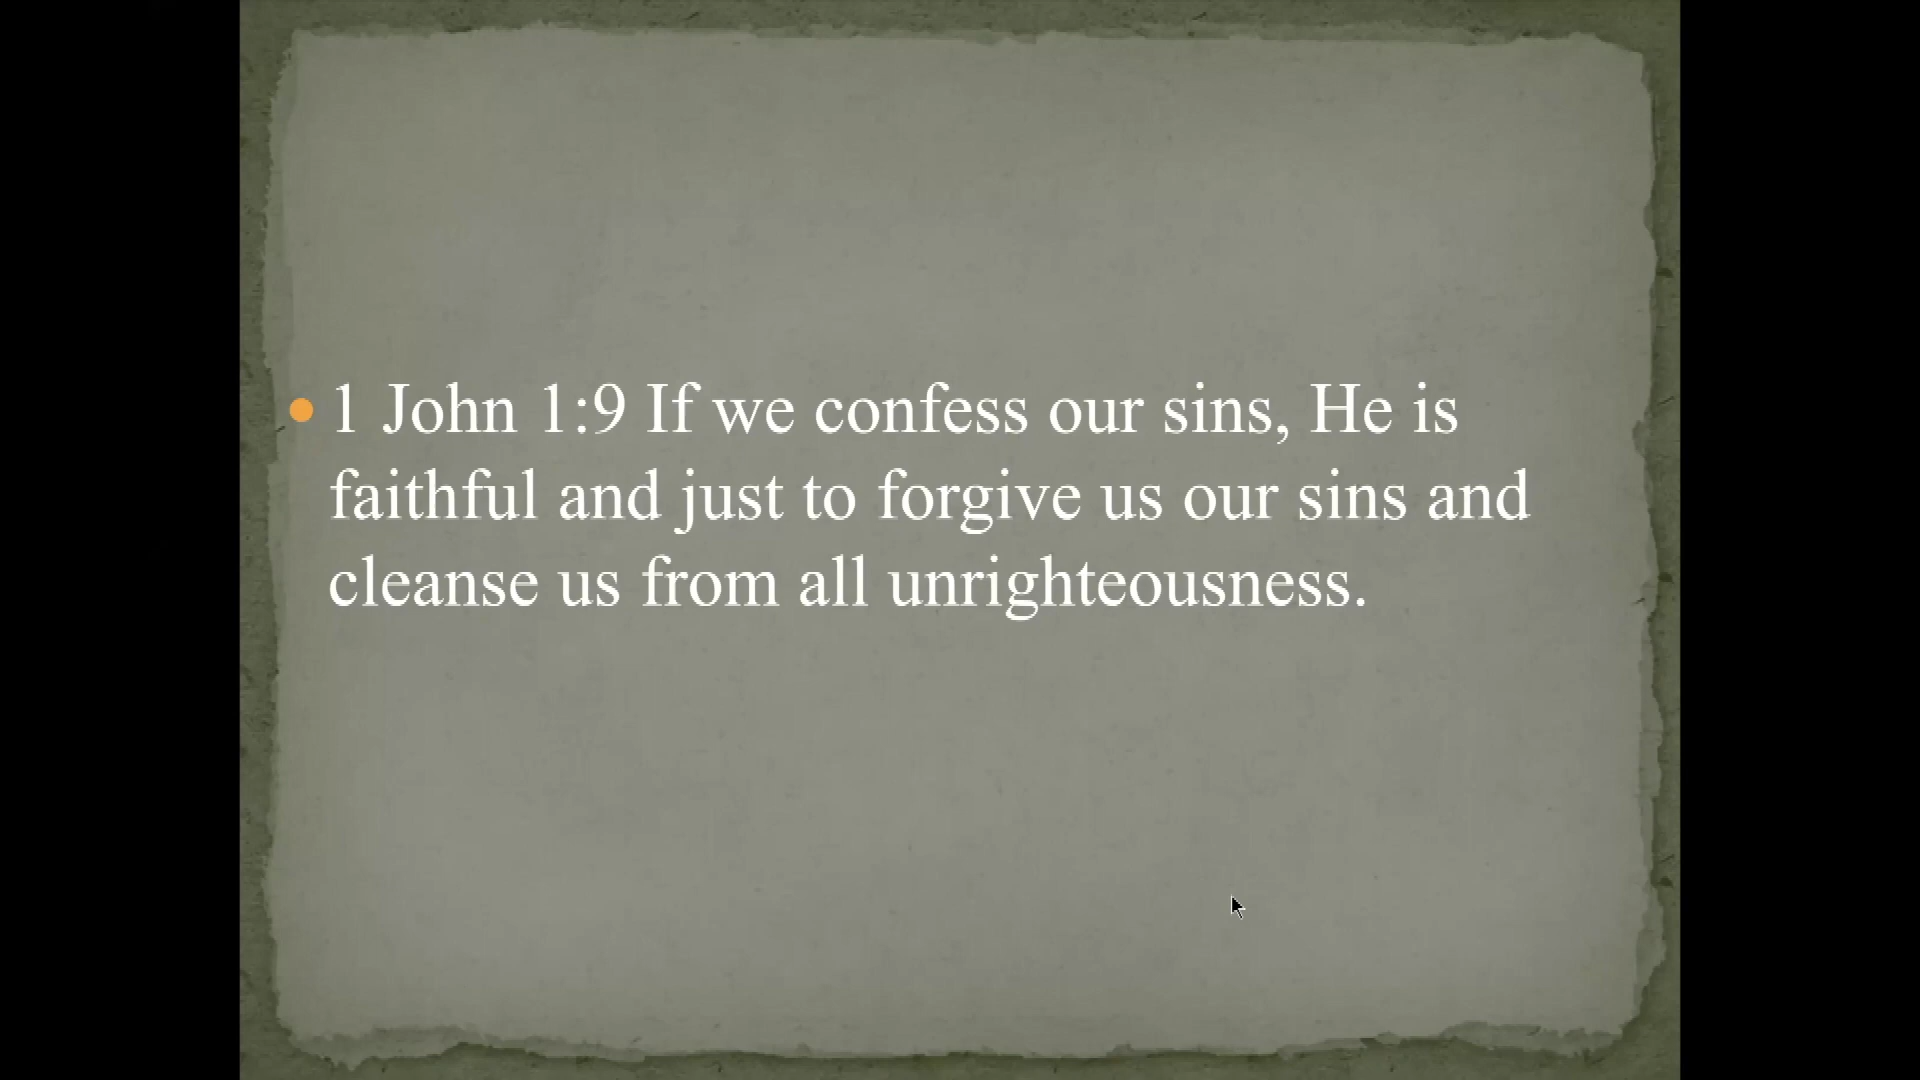 • 1 John 1:9 If we confess our sins, He is
faithful and just to forgive us our sins and
cleanse us from all unrighteousness.